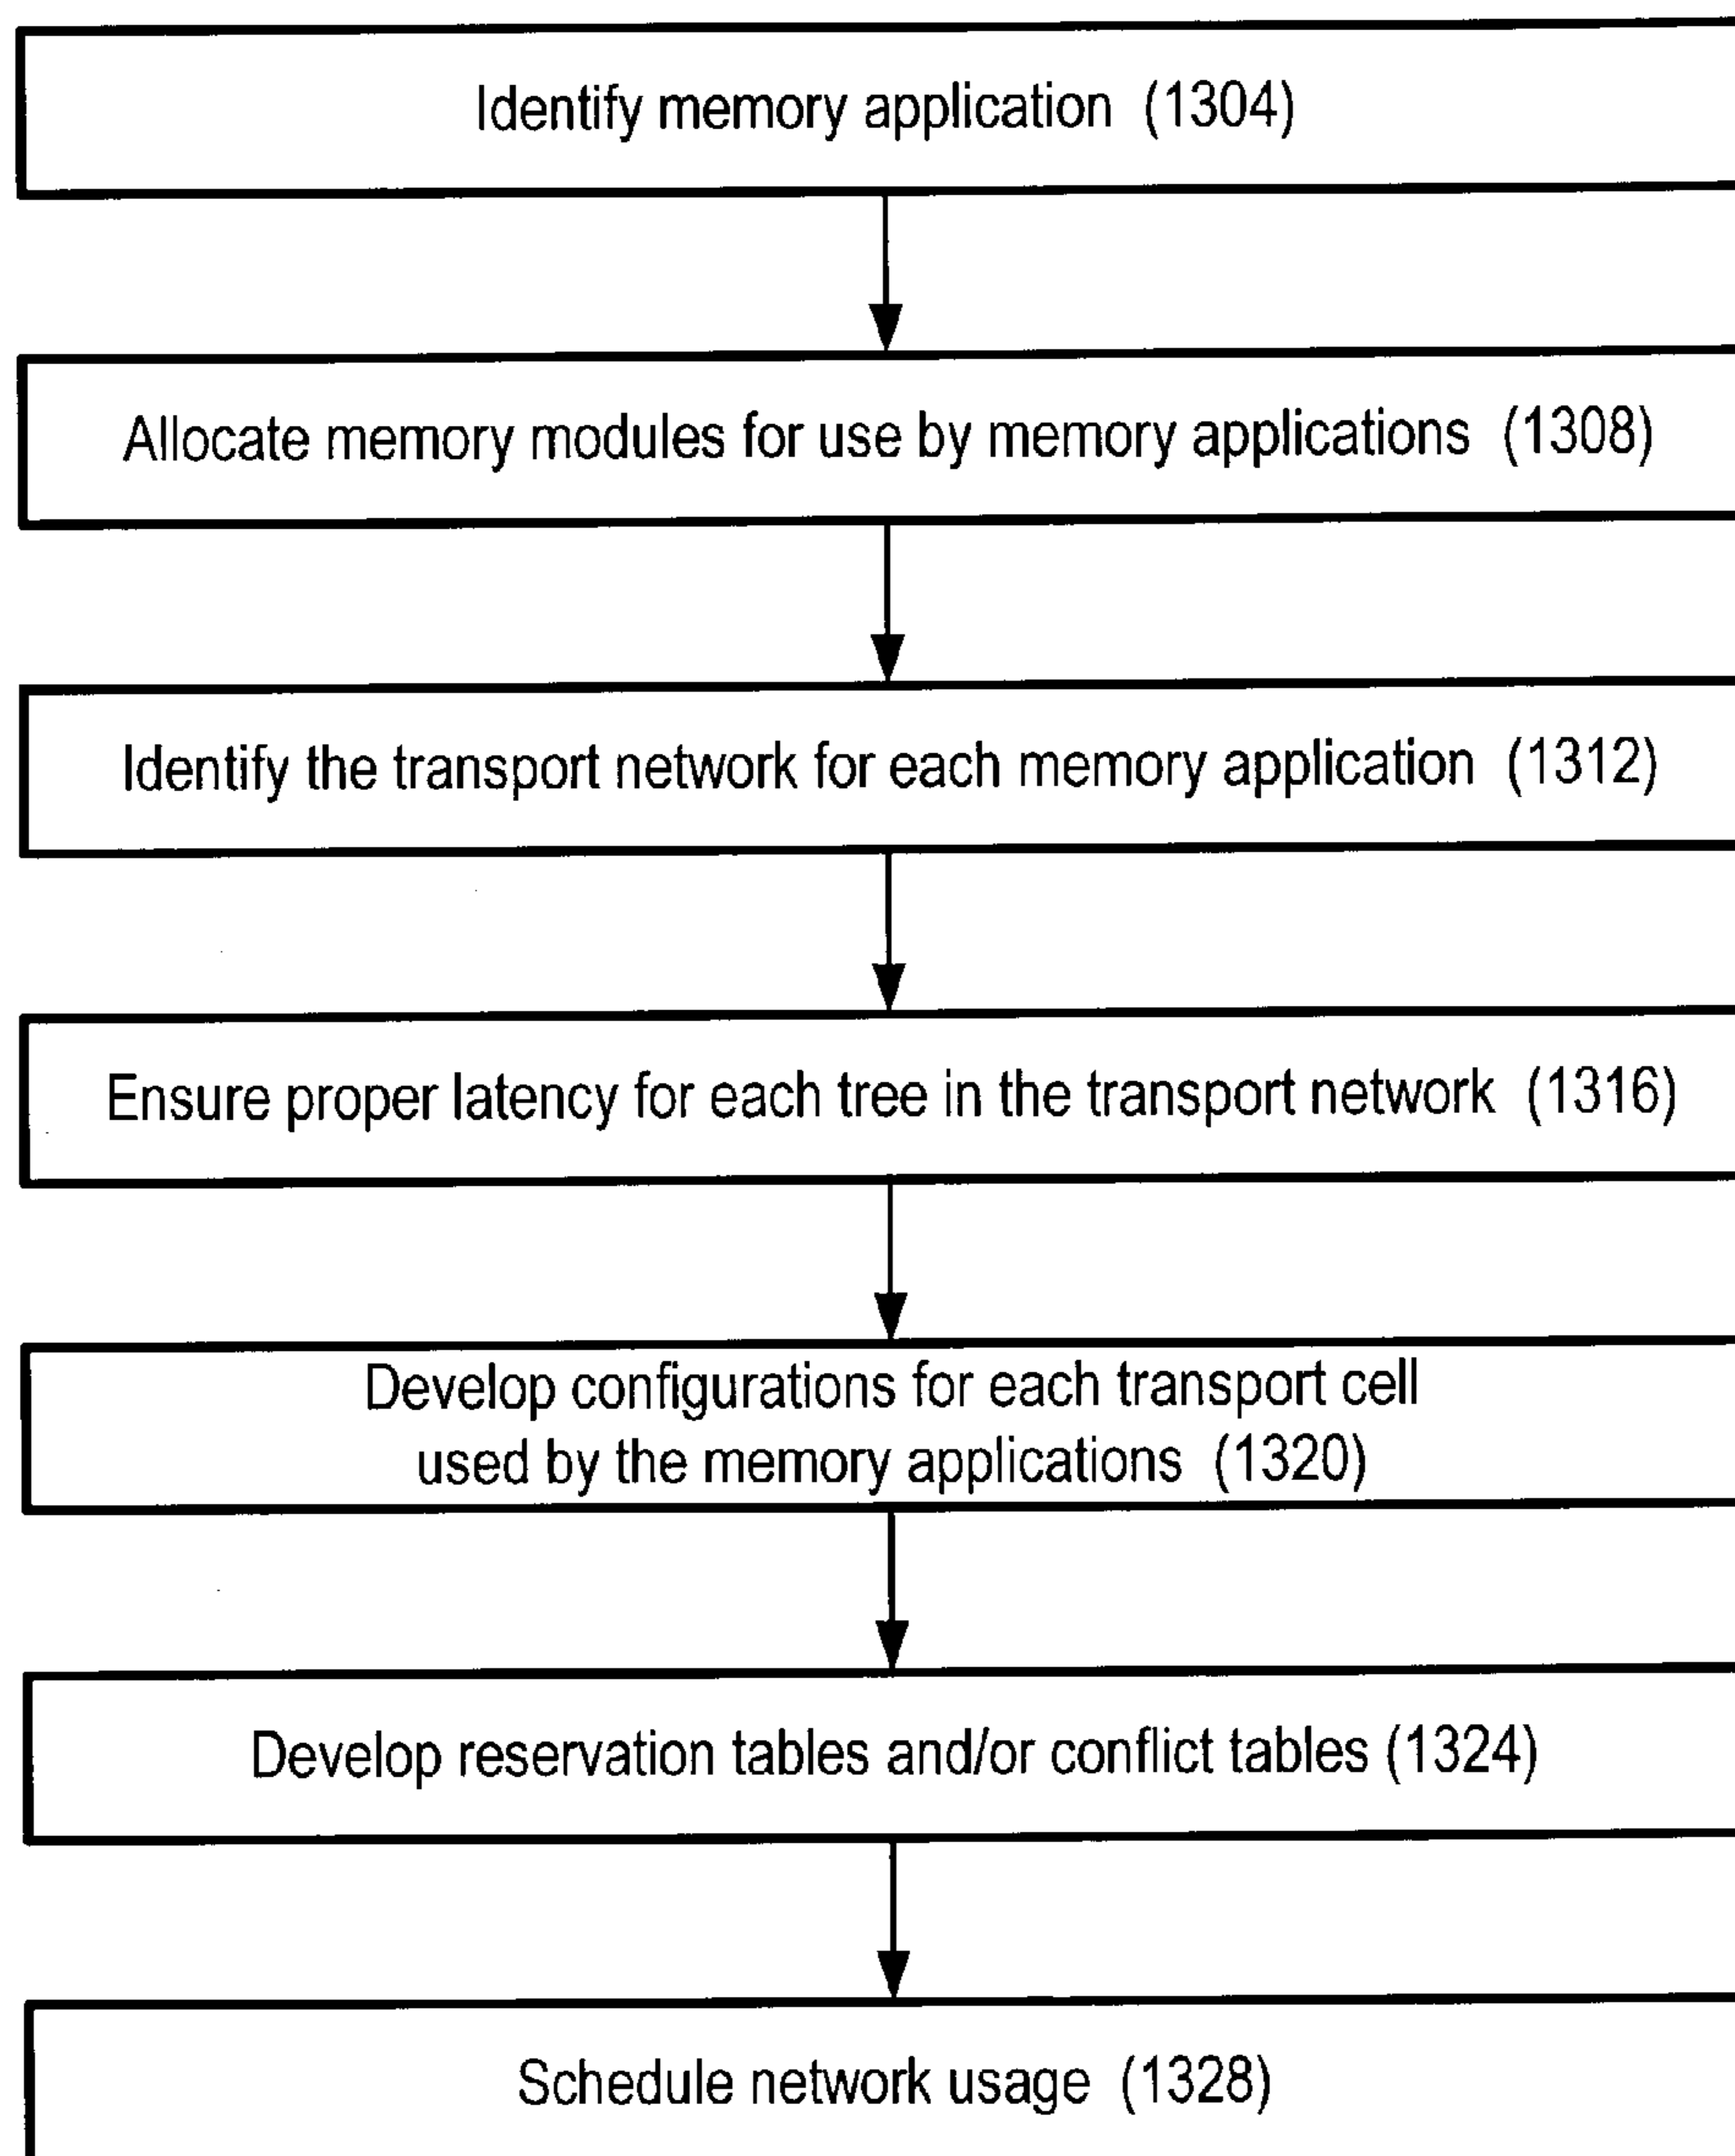 Identify memory application (1304)
Allocate memory modules for use by memory applications (1308)
Identify the transport network for each memory application (1312)
Ensure proper latency for each tree in the transport network (1316)
Develop configurations for each transport cell
used by the memory applications (1320)
Develop reservation tables and/or conflict tables (1324)
Schedule network usage (1328)